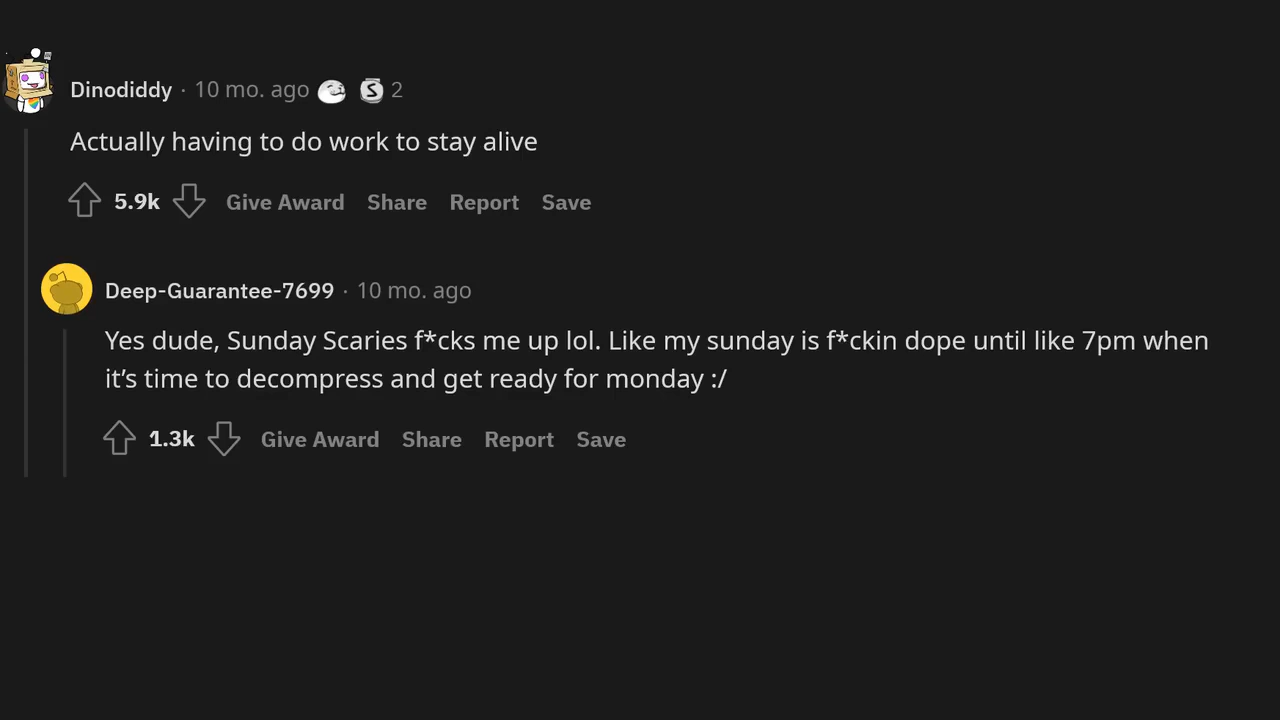 Dinodiddy · 10 mo. ago 2
Actually having to do work to stay alive
5.9k Give Award Share Report Save
Deep-Guarantee-7699 · 10 mo. ago
Yes dude, Sunday Scaries f*cks me up lol. Like my sunday is f*ckin dope until like 7pm when
it’s time to decompress and get ready for monday :/
1.3k Give Award Share Report Save